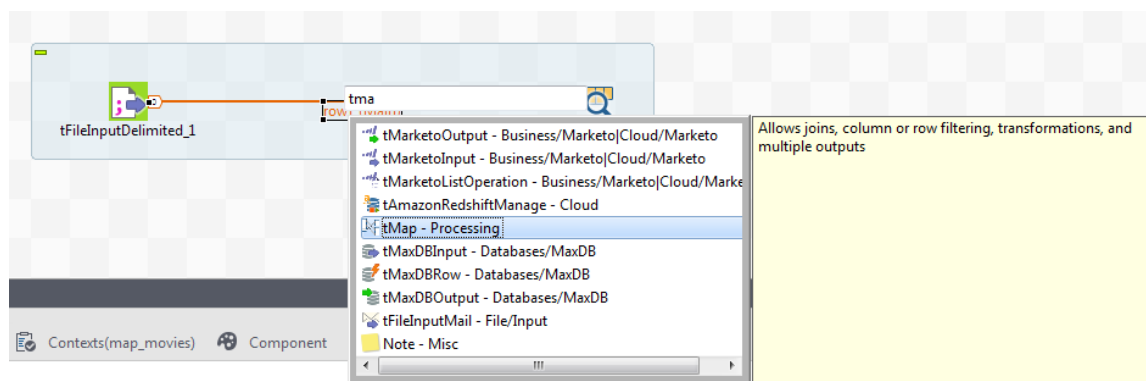 tma
tFileInputDelimited_1
tMarketoOutput - Business/Marketo|Cloud/Marketo
tMarketoInput - Business/Marketo|Cloud/Marketo
tMarketoListOperation - Business/Marketo|Cloud/Marke
tAmazonRedshiftManage - Cloud
tMap - Processing
tMaxDBInput - Databases/MaxDB
tMaxDBRow - Databases/MaxDB
tMaxDBOutput - Databases/MaxDB
tFileInputMail - File/Input
Note - Misc
Allows joins, column or row filtering, transformations, and
multiple outputs
Contexts(map_movies) Component